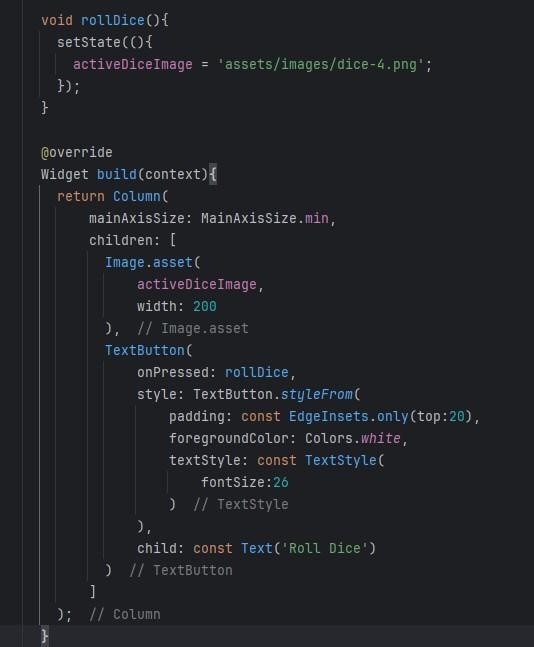 void rollDice(){
  setState((){
    activeDiceImage = 'assets/images/dice-4.png';
  });
}

@override
Widget build(context){
  return Column(
      mainAxisSize: MainAxisSize.min,
      children: [
        Image.asset(
            activeDiceImage,
            width: 200
        ),  // Image.asset
        TextButton(
            onPressed: rollDice,
            style: TextButton.styleFrom(
                padding: const EdgeInsets.only(top:20),
                foregroundColor: Colors.white,
                textStyle: const TextStyle(
                    fontSize:26
                )  // TextStyle
            ),
            child: const Text('Roll Dice')
        )  // TextButton
      ]
  );  // Column
}